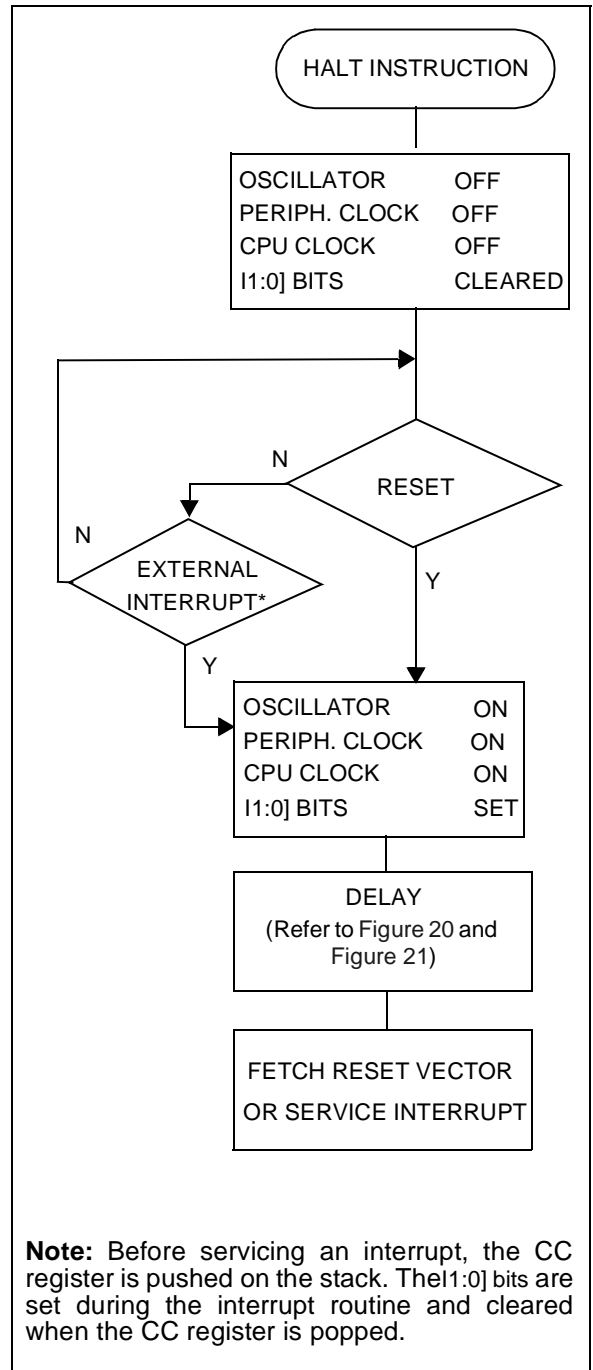 HALT INSTRUCTION
OSCILLATOR OFF
PERIPH. CLOCK OFF
CPU CLOCK OFF
I1:0] BITS CLEARED
N
RESET
N
EXTERNAL
INTERRUPT*
Y
Y
OSCILLATOR ON
PERIPH. CLOCK ON
CPU CLOCK ON
I1:0] BITS SET
DELAY
(Refer to Figure 20 and
Figure 21)
FETCH RESET VECTOR
OR SERVICE INTERRUPT
Note: Before servicing an interrupt, the CC
register is pushed on the stack. TheI1:0] bits are
set during the interrupt routine and cleared
when the CC register is popped.